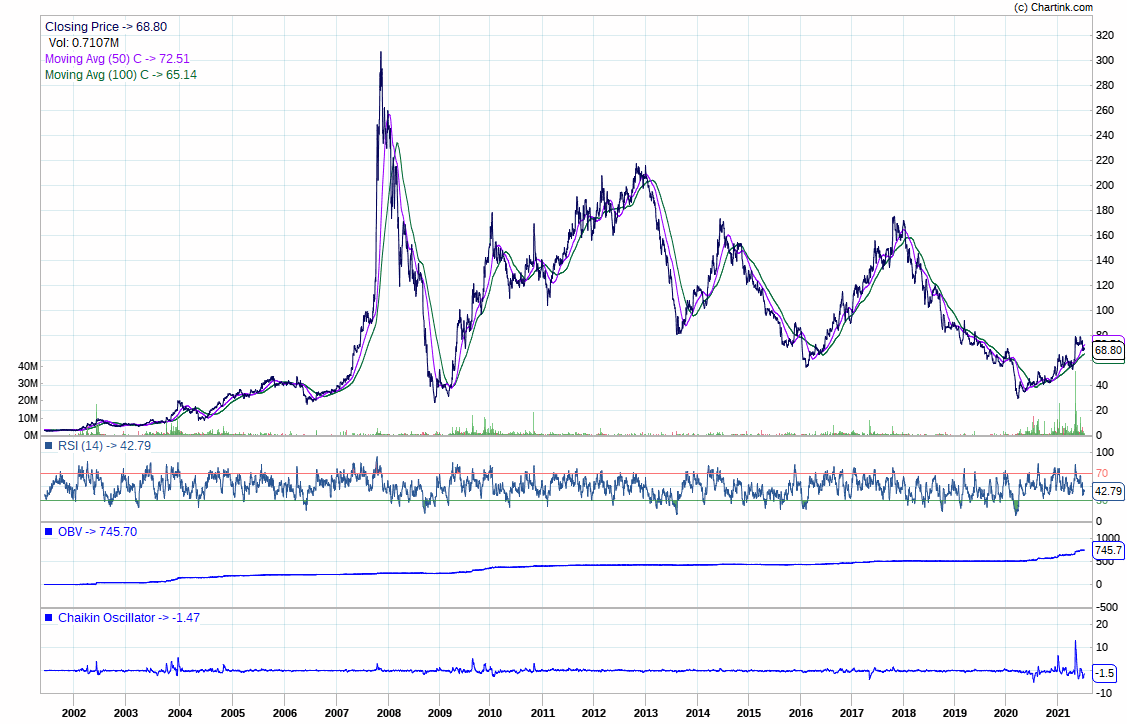 (c) Chartink.com
Closing Price -> 68.80
Vol: 0.7107M
Moving Avg (50) C -> 72.51
Moving Avg (100) C -> 65.14
320
300
280
260
240
220
200
180
160
140
120
100
80
68.80
40
20
0
40M
30M
20M
10M
0M
RSI (14) -> 42.79
100
70
42.79
0
OBV -> 745.70
1000
745.7
500
0
-500
Chaikin Oscillator -> -1.47
20
10
-1.5
-10
2002 2003 2004 2005 2006 2007 2008 2009 2010 2011 2012 2013 2014 2015 2016 2017 2018 2019 2020 2021